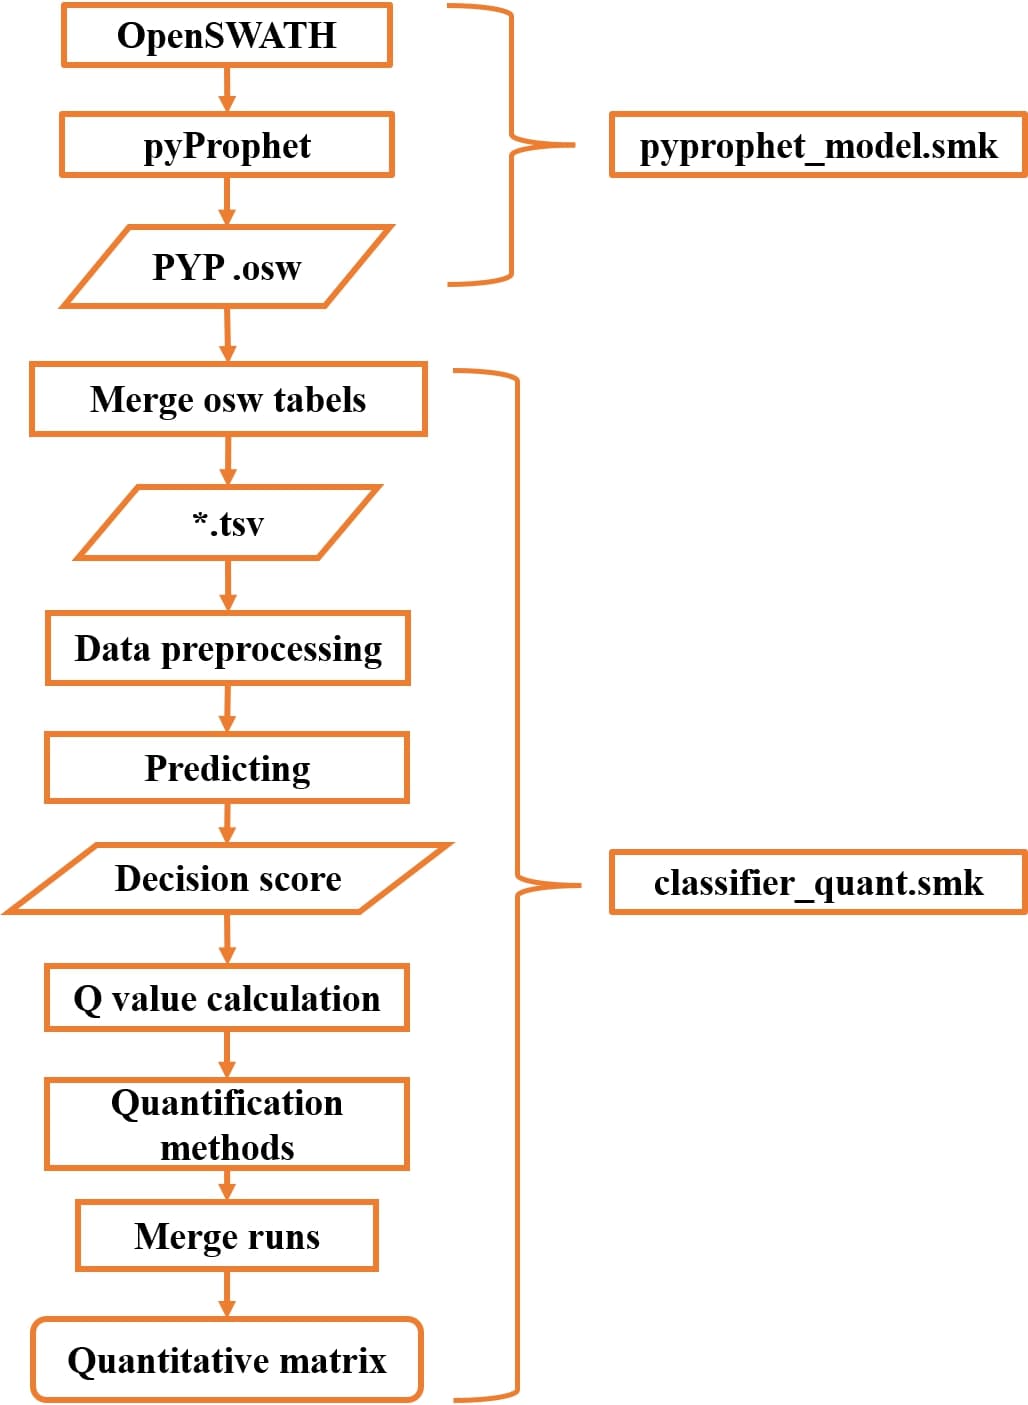 OpenSWATH
pyProphet
pyprophet_model.smk
PYP .osw
Merge osw tabels
*.tsv
Data preprocessing
Predicting
Decision score
classifier_quant.smk
Q value calculation
Quantification
methods
Merge runs
Quantitative matrix